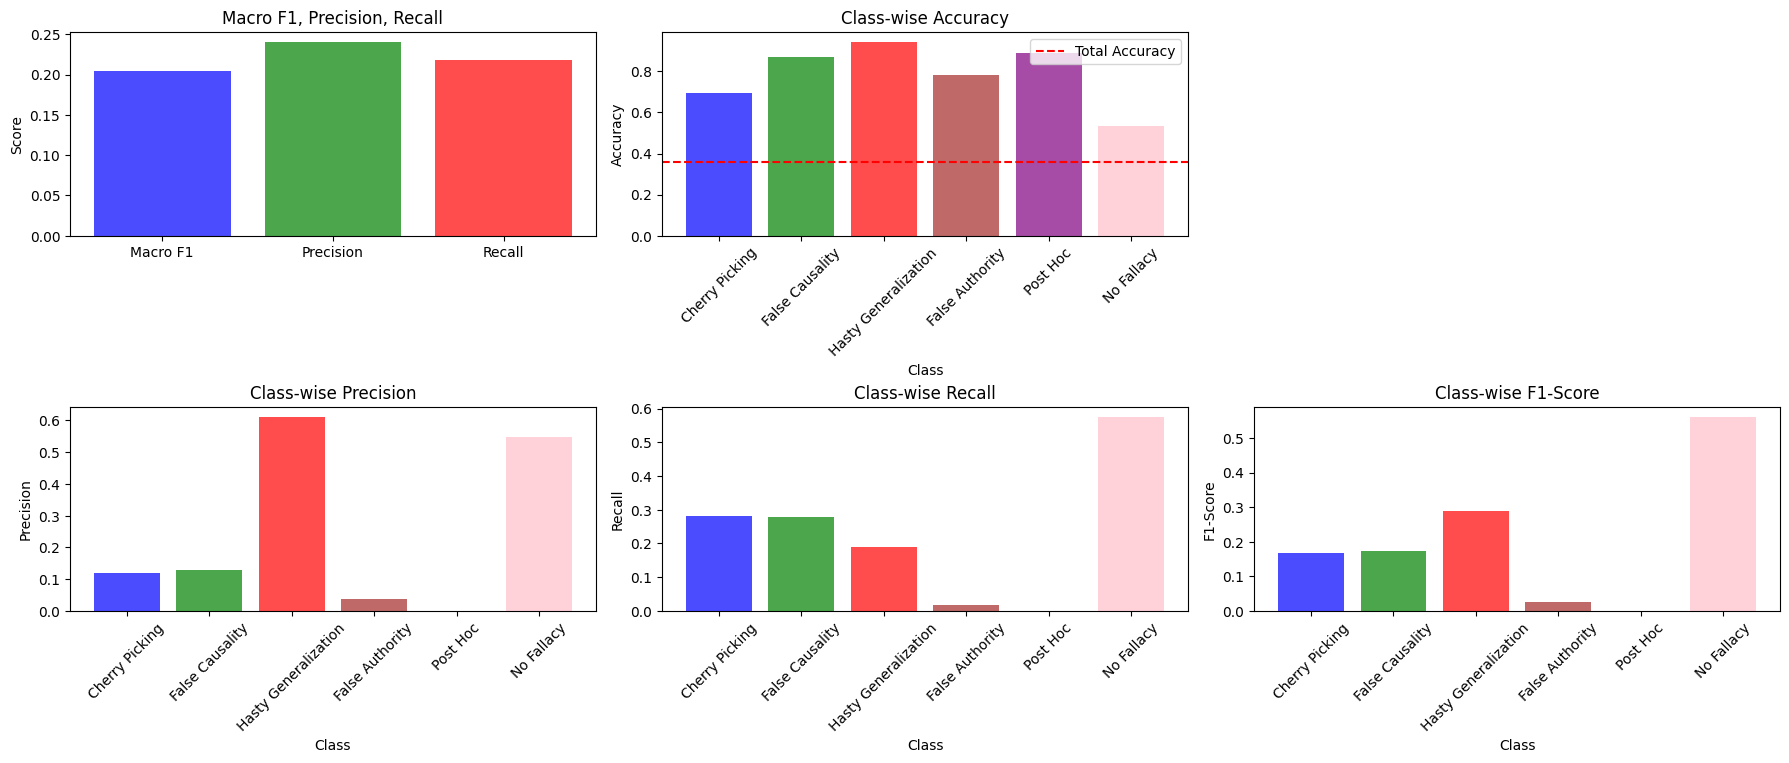 Macro F1, Precision, Recall
Score
0.25
0.20
0.15
0.10
0.05
0.00
Macro F1
Precision
Recall
Class-wise Accuracy
Total Accuracy
Accuracy
0.8
0.6
0.4
0.2
0.0
Cherry Picking
False Causality
Hasty Generalization
False Authority
Post Hoc
No Fallacy
Class
Class-wise Precision
Precision
0.6
0.5
0.4
0.3
0.2
0.1
0.0
Cherry Picking
False Causality
Hasty Generalization
False Authority
Post Hoc
No Fallacy
Class
Class-wise Recall
Recall
0.6
0.5
0.4
0.3
0.2
0.1
0.0
Cherry Picking
False Causality
Hasty Generalization
False Authority
Post Hoc
No Fallacy
Class
Class-wise F1-Score
F1-Score
0.5
0.4
0.3
0.2
0.1
0.0
Cherry Picking
False Causality
Hasty Generalization
False Authority
Post Hoc
No Fallacy
Class